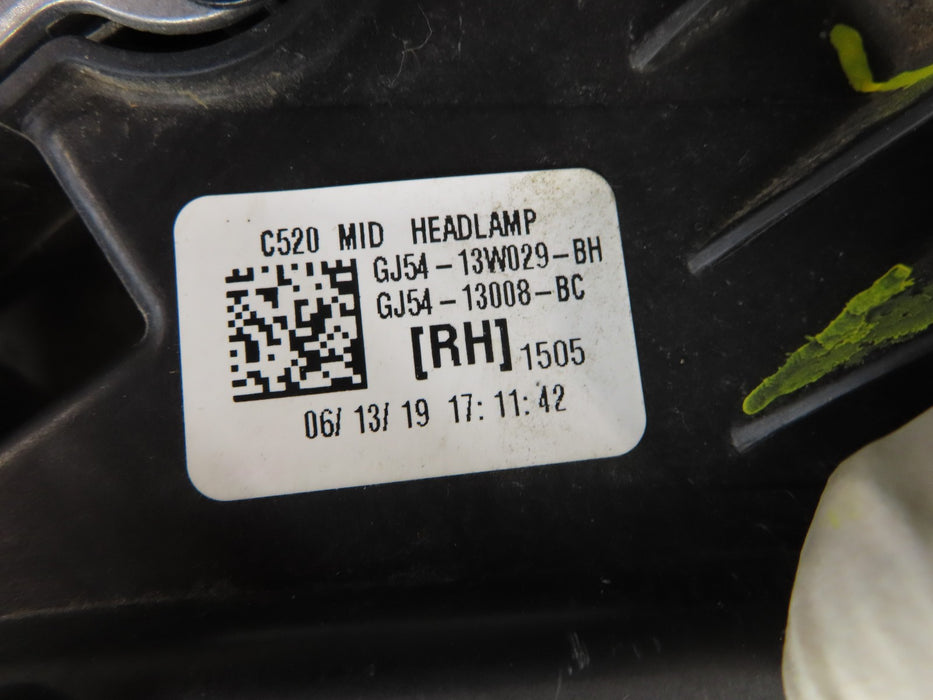 C520 MID HEADLAMP
GJ54-13W029-BH
GJ54-13008-BC
[RH] 1505
06/ 13/ 19 17: 11: 42